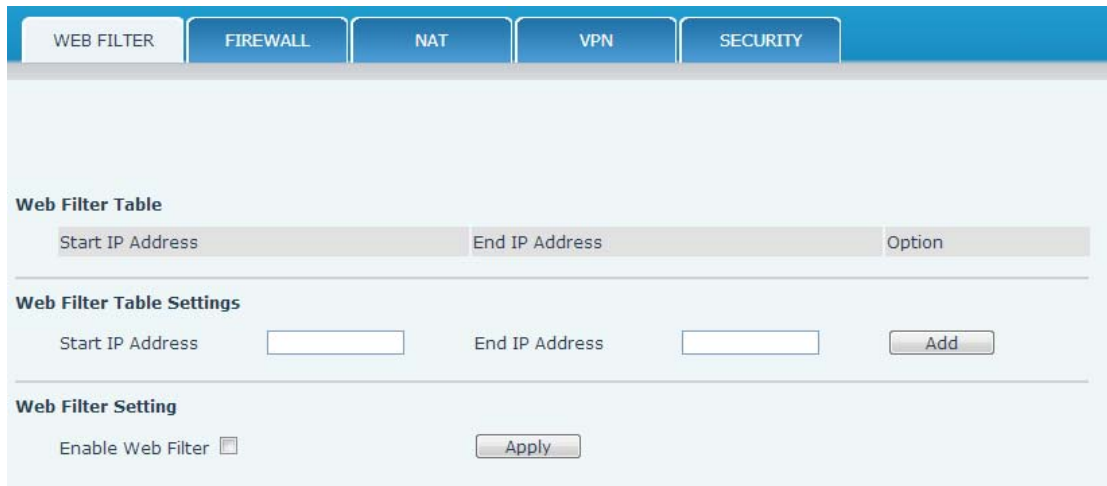 WEB FILTER FIREWALL NAT VPN SECURITY
Web Filter Table
Start IP Address End IP Address Option
Web Filter Table Settings
Start IP Address End IP Address Add
Web Filter Setting
Enable Web Filter Apply